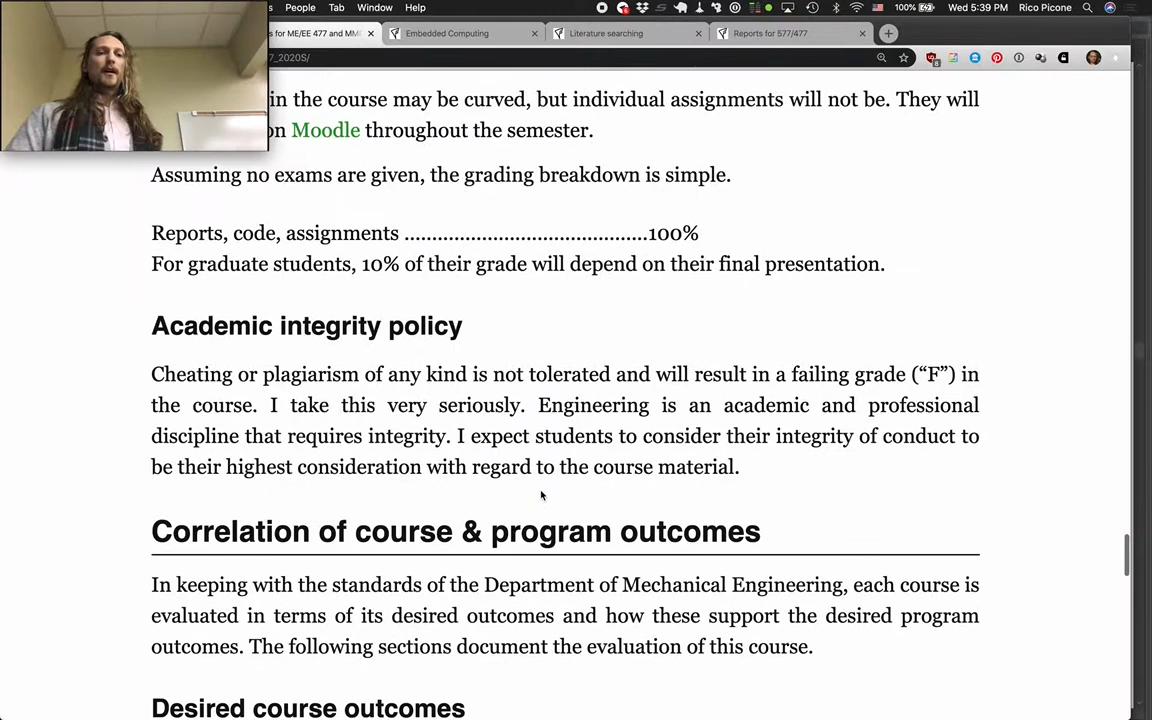 People Tab Window Help 100% Wed 5:39 PM Rico Picone
s for ME/EE 477 and MME Embedded Computing Literature searching Reports for 577/477
7_2020S/
in the course may be curved, but individual assignments will not be. They will
on Moodle throughout the semester.
Assuming no exams are given, the grading breakdown is simple.
Reports, code, assignments ..............................................100%
For graduate students, 10% of their grade will depend on their final presentation.
Academic integrity policy
Cheating or plagiarism of any kind is not tolerated and will result in a failing grade (“F”) in
the course. I take this very seriously. Engineering is an academic and professional
discipline that requires integrity. I expect students to consider their integrity of conduct to
be their highest consideration with regard to the course material.
Correlation of course & program outcomes
In keeping with the standards of the Department of Mechanical Engineering, each course is
evaluated in terms of its desired outcomes and how these support the desired program
outcomes. The following sections document the evaluation of this course.
Desired course outcomes